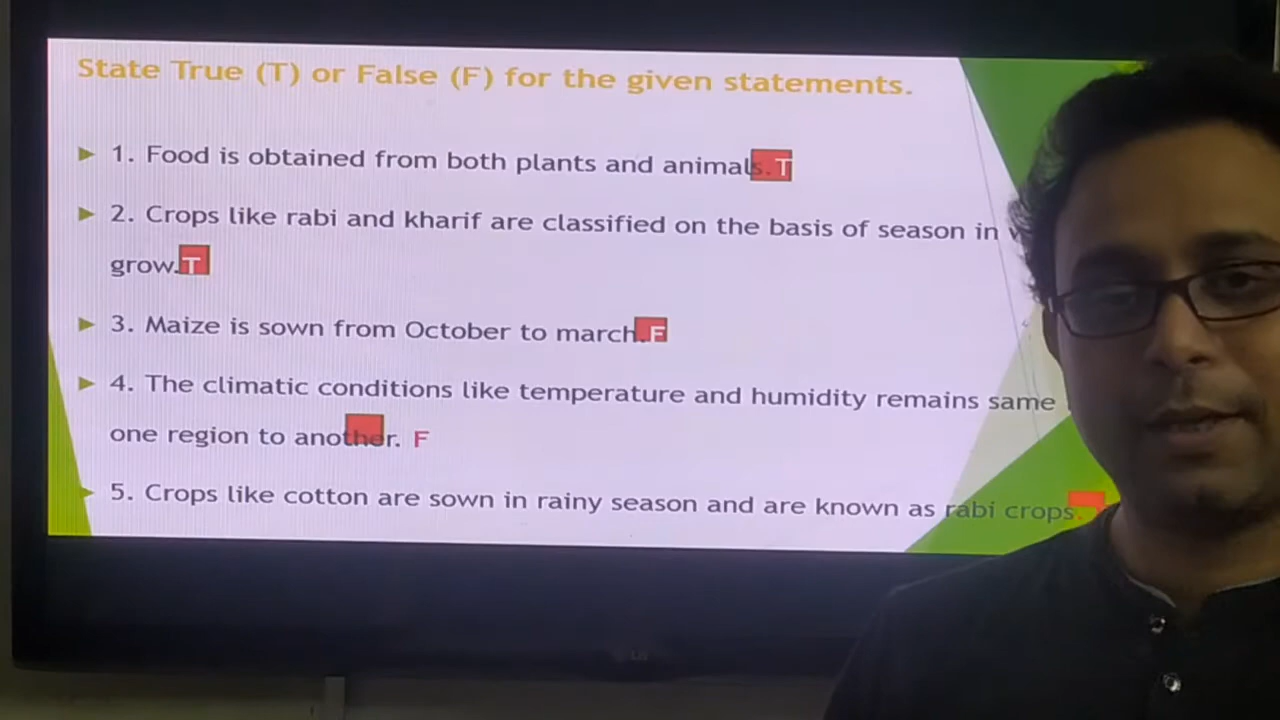 State True (T) or False (F) for the given statements.
1. Food is obtained from both plants and animals. T
2. Crops like rabi and kharif are classified on the basis of season in
grow. T
3. Maize is sown from October to march. F
4. The climatic conditions like temperature and humidity remains same
one region to another. F
5. Crops like cotton are sown in rainy season and are known as rabi crops.